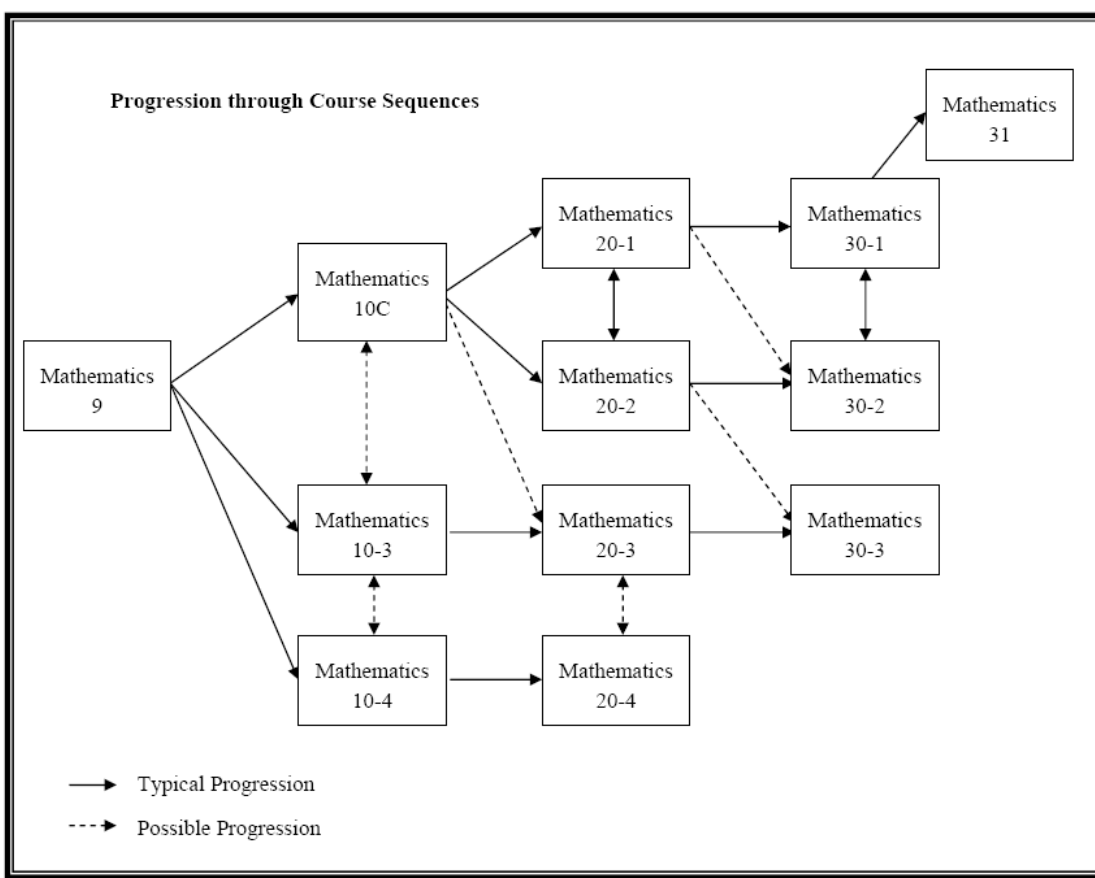 Progression through Course Sequences
Mathematics
31
Mathematics
20-1
Mathematics
30-1
Mathematics
10C
Mathematics
9
Mathematics
20-2
Mathematics
30-2
Mathematics
10-3
Mathematics
20-3
Mathematics
30-3
Mathematics
10-4
Mathematics
20-4
Typical Progression
Possible Progression